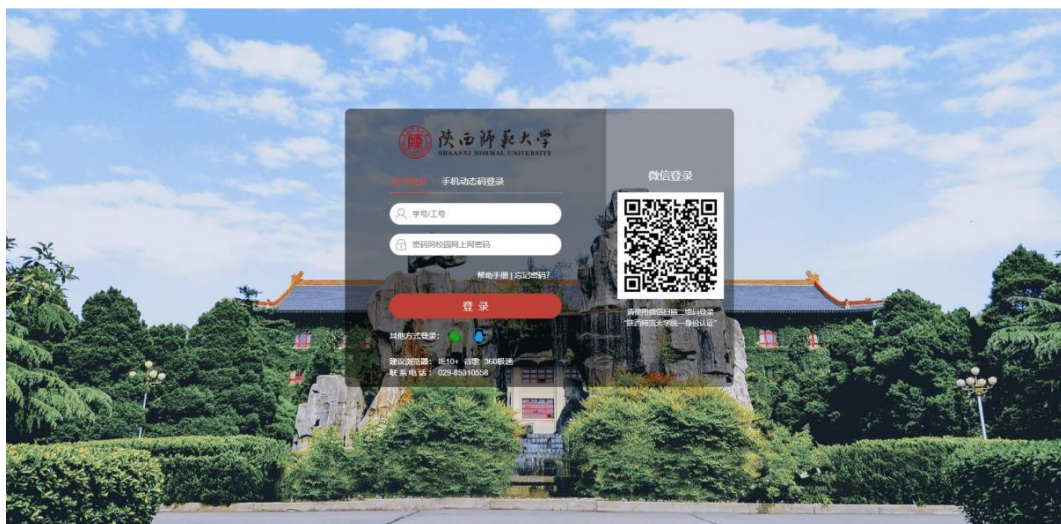 陕西师范大学
SHAANXI NORMAL UNIVERSITY
手机动态码登录
学号/工号
密码同校园网上网密码
帮助手册 | 忘记密码?
登 录
其他方式登录:
建议浏览器: IE10+ 谷歌 360极速
联 系 电 话 : 029-85310558
微信登录
请使用微信扫描二维码登录
“陕西师范大学统一身份认证”